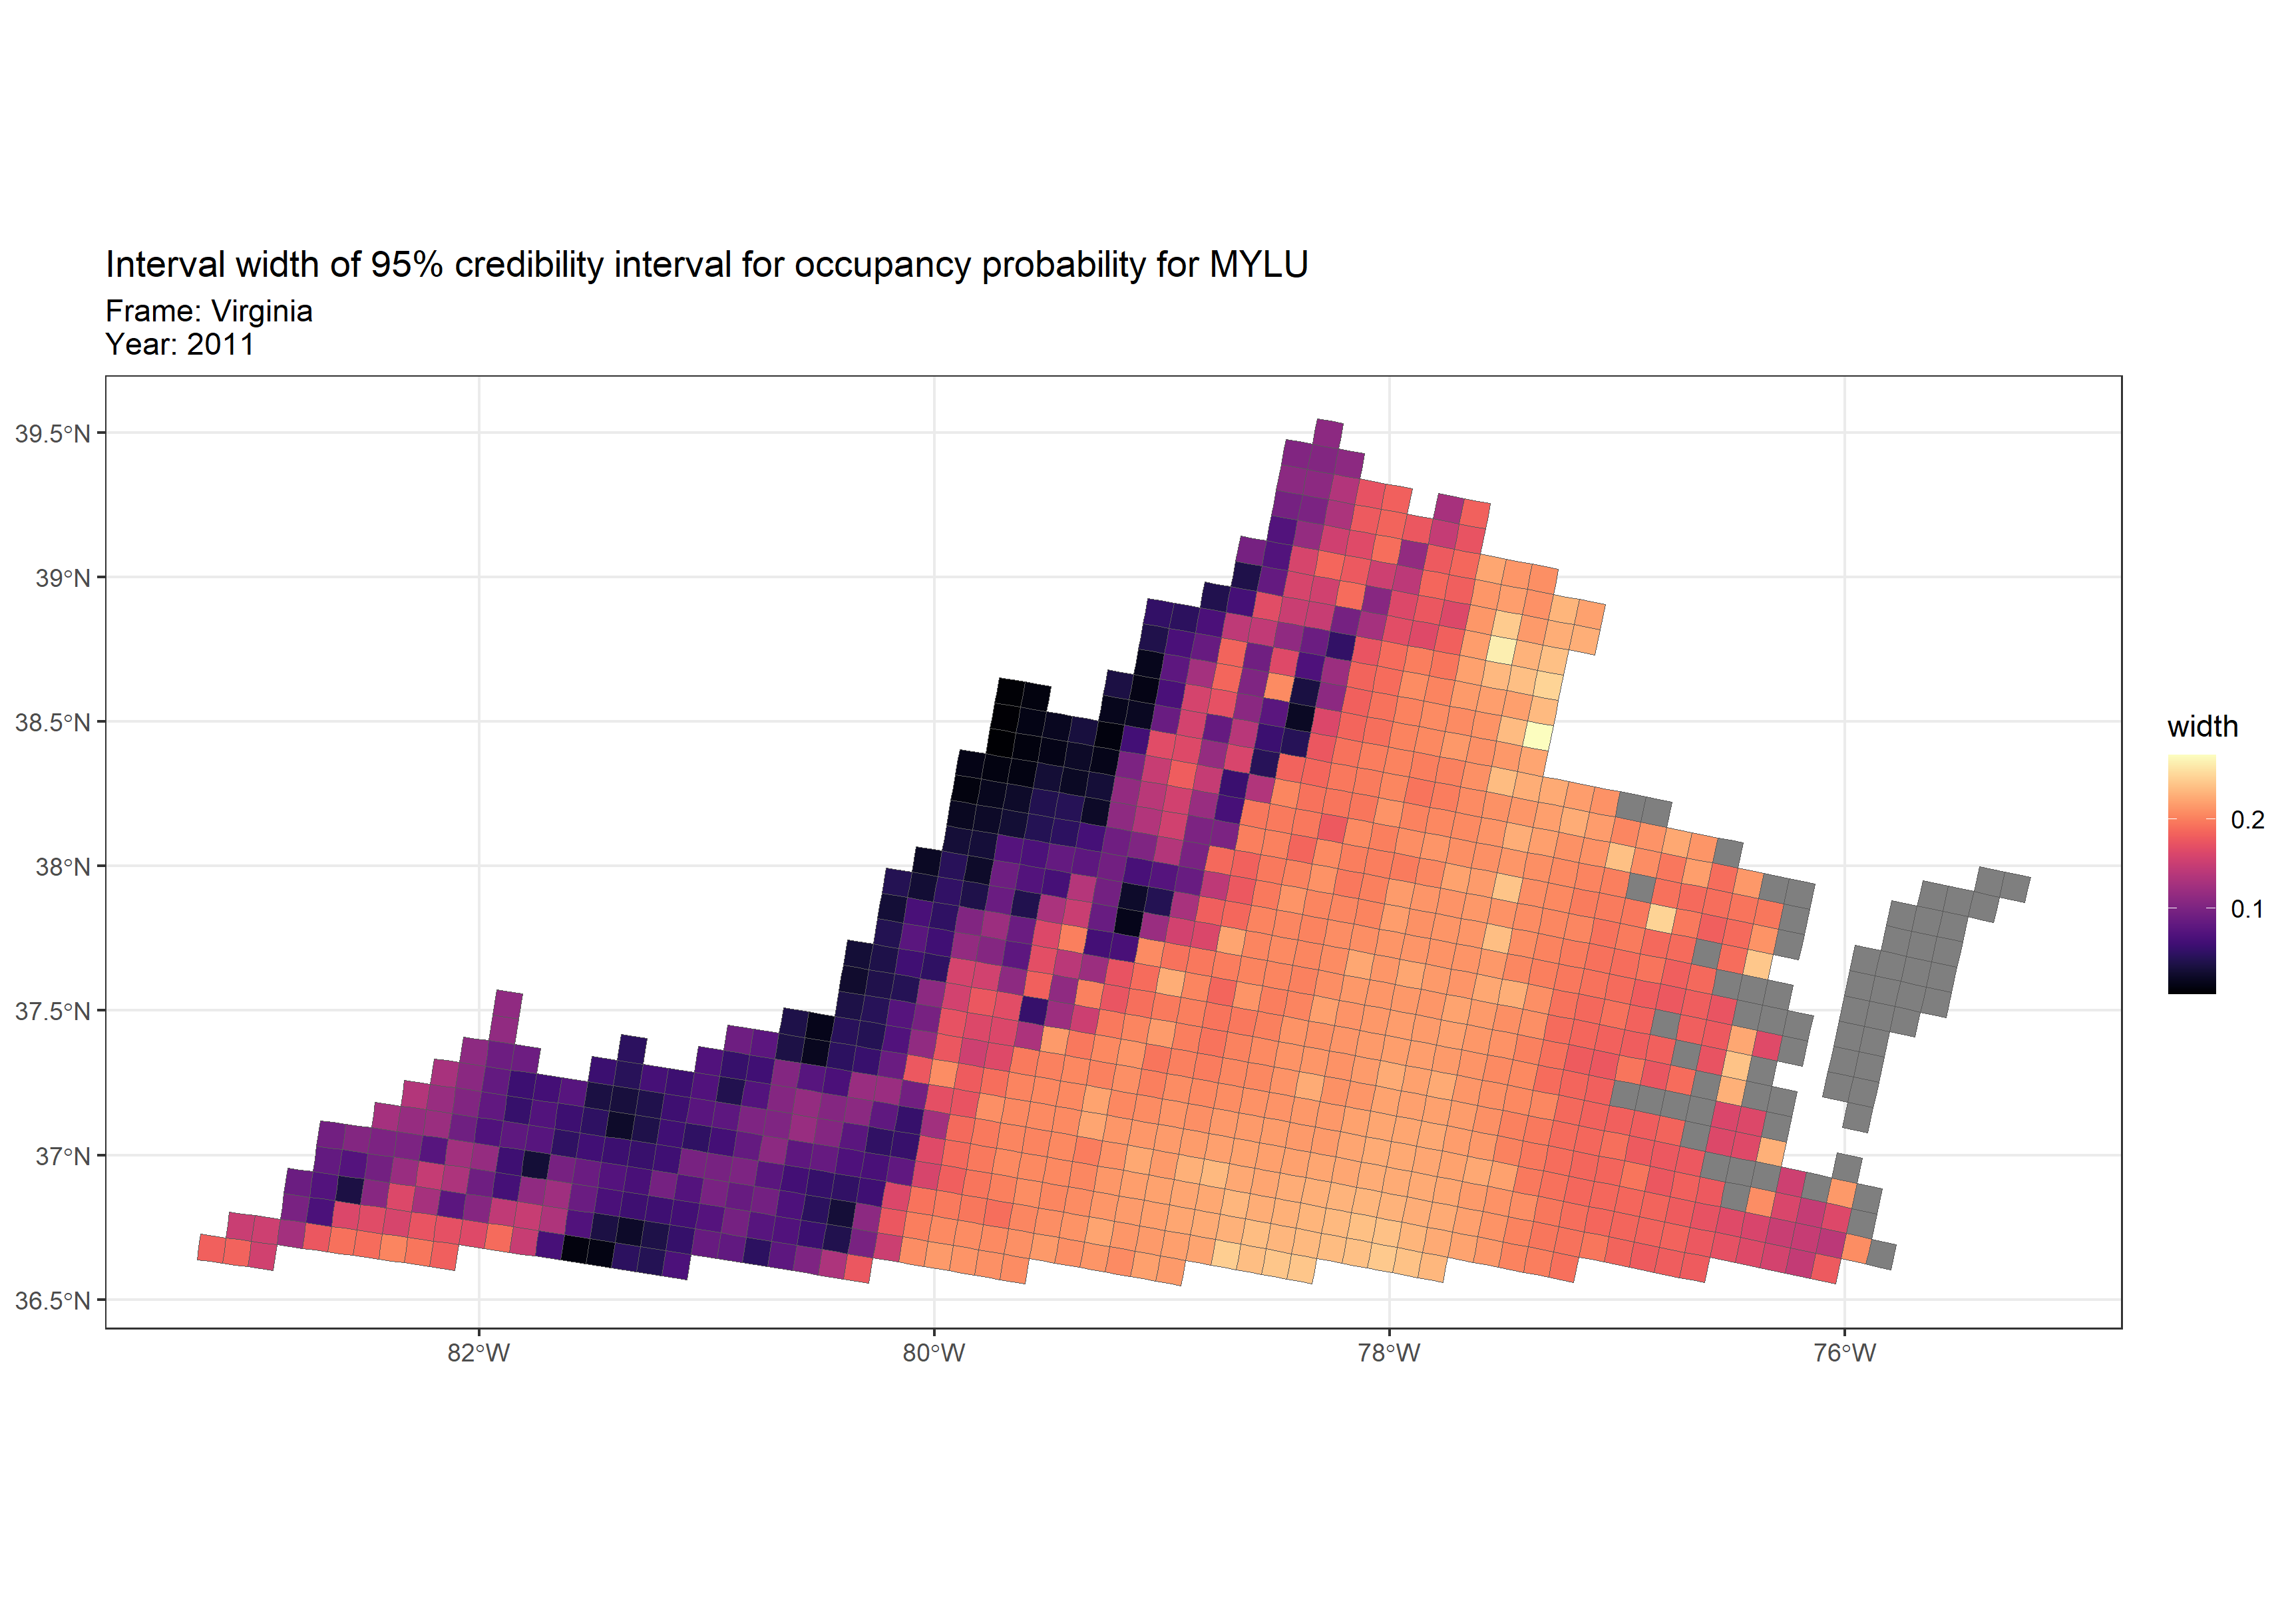 Interval width of 95% credibility interval for occupancy probability for MYLU
Frame: Virginia
Year: 2011
39.5°N
39°N
38.5°N
38°N
37.5°N
37°N
36.5°N
82°W
80°W
78°W
76°W
width
0.2
0.1